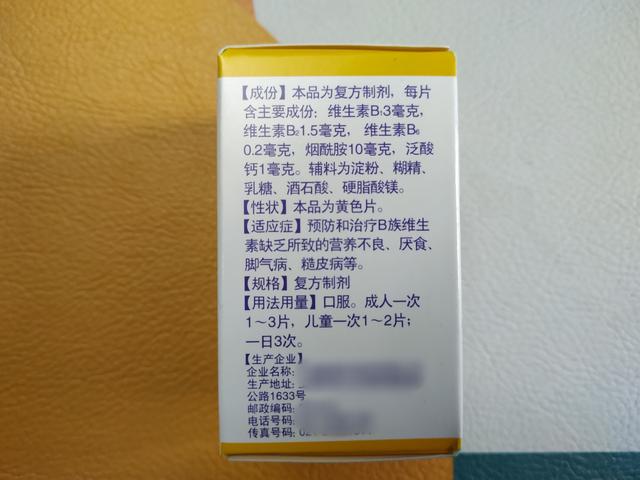 【成份】本品为复方制剂，每片
含主要成份：维生素B₁3毫克，
维生素B₂1.5毫克， 维生素B₆
0.2毫克，烟酰胺10毫克，泛酸
钙1毫克。辅料为淀粉、糊精、
乳糖、酒石酸、硬脂酸镁。
【性状】本品为黄色片。
【适应症】预防和治疗B族维生
素缺乏所致的营养不良、厌食、
脚气病、糙皮病等。
【规格】复方制剂
【用法用量】口服。成人一次
1～3片，儿童一次1～2片；
一日3次。
【生产企业】
企业名称:
生产地址:
公路1633号
邮政编码:
电话号码:
传真号码: